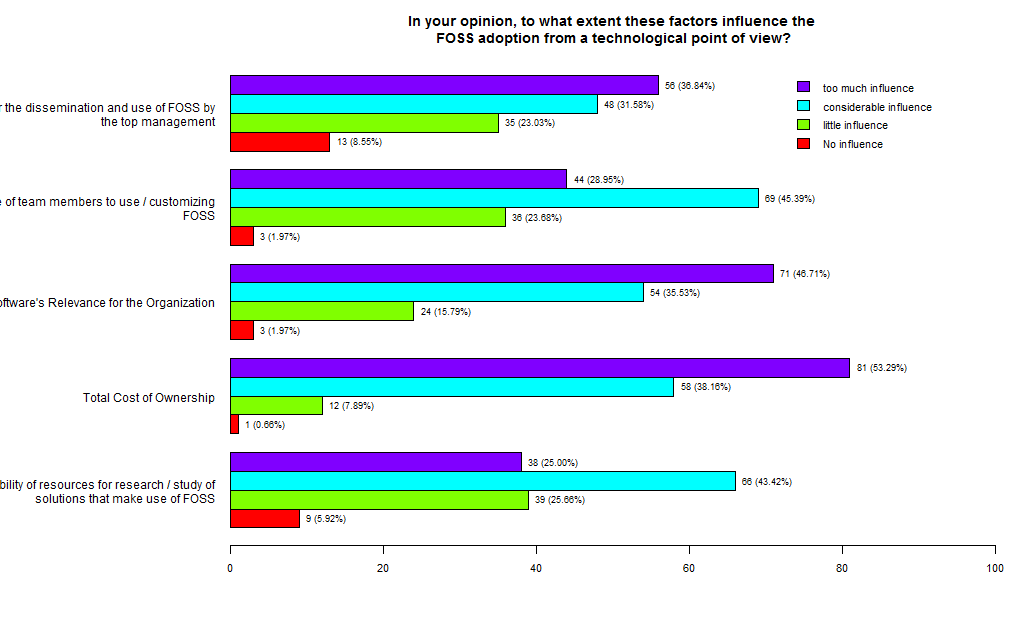 In your opinion, to what extent these factors influence the
FOSS adoption from a technological point of view?
too much influence
considerable influence
little influence
No influence
the dissemination and use of FOSS by
the top management
56 (36.84%)
48 (31.58%)
35 (23.03%)
13 (8.55%)
of team members to use / customizing
FOSS
44 (28.95%)
69 (45.39%)
36 (23.68%)
3 (1.97%)
oftware's Relevance for the Organization
71 (46.71%)
54 (35.53%)
24 (15.79%)
3 (1.97%)
Total Cost of Ownership
81 (53.29%)
58 (38.16%)
12 (7.89%)
1 (0.66%)
bility of resources for research / study of
solutions that make use of FOSS
38 (25.00%)
66 (43.42%)
39 (25.66%)
9 (5.92%)
0 20 40 60 80 100